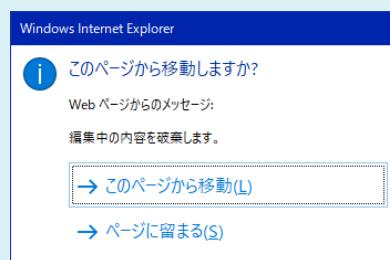 Windows Internet Explorer
このページから移動しますか?
Web ページからのメッセージ:
編集中の内容を破棄します。
→ このページから移動(L)
→ ページに留まる(S)